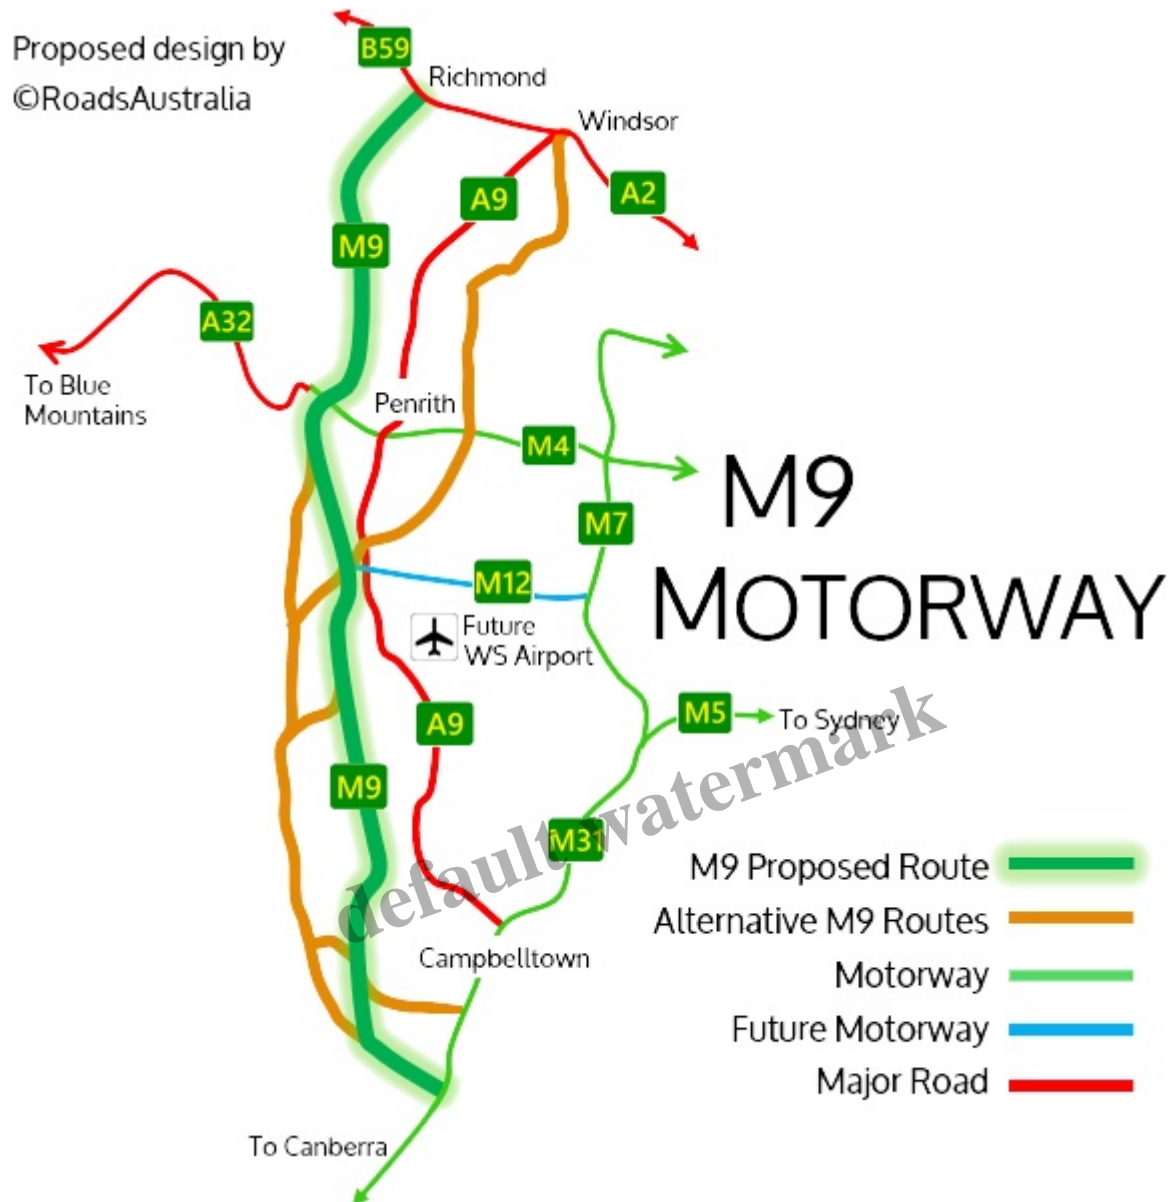 Proposed design by
©RoadsAustralia
B59
Richmond
Windsor
A9
A2
M9
A32
To Blue
Mountains
Penrith
M4
M7
M9
MOTORWAY
M12
Future
WS Airport
M5
To Sydney
A9
M9
M31
default watermark
Campbelltown
To Canberra
M9 Proposed Route
Alternative M9 Routes
Motorway
Future Motorway
Major Road